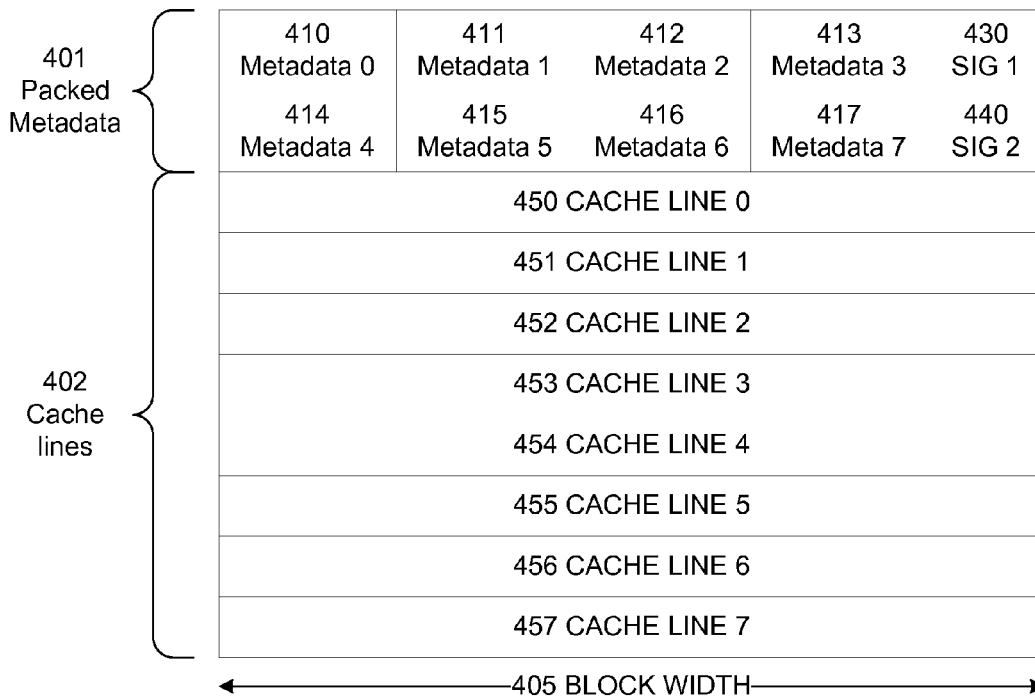 401
Packed
Metadata
410 411 412 413 430
Metadata 0 Metadata 1 Metadata 2 Metadata 3 SIG 1
414 415 416 417 440
Metadata 4 Metadata 5 Metadata 6 Metadata 7 SIG 2
402
Cache
lines
450 CACHE LINE 0
451 CACHE LINE 1
452 CACHE LINE 2
453 CACHE LINE 3
454 CACHE LINE 4
455 CACHE LINE 5
456 CACHE LINE 6
457 CACHE LINE 7
405 BLOCK WIDTH